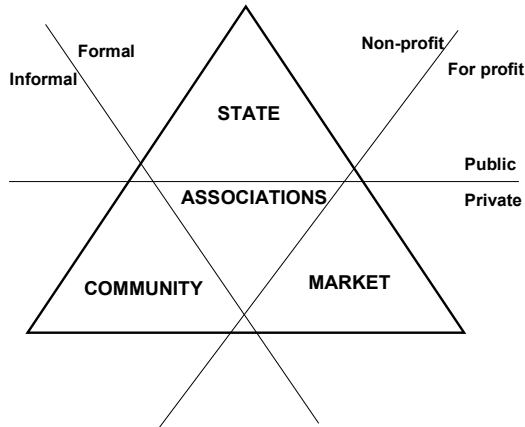 Formal
Non-profit
Informal
For profit
STATE
Public
ASSOCIATIONS
Private
COMMUNITY
MARKET